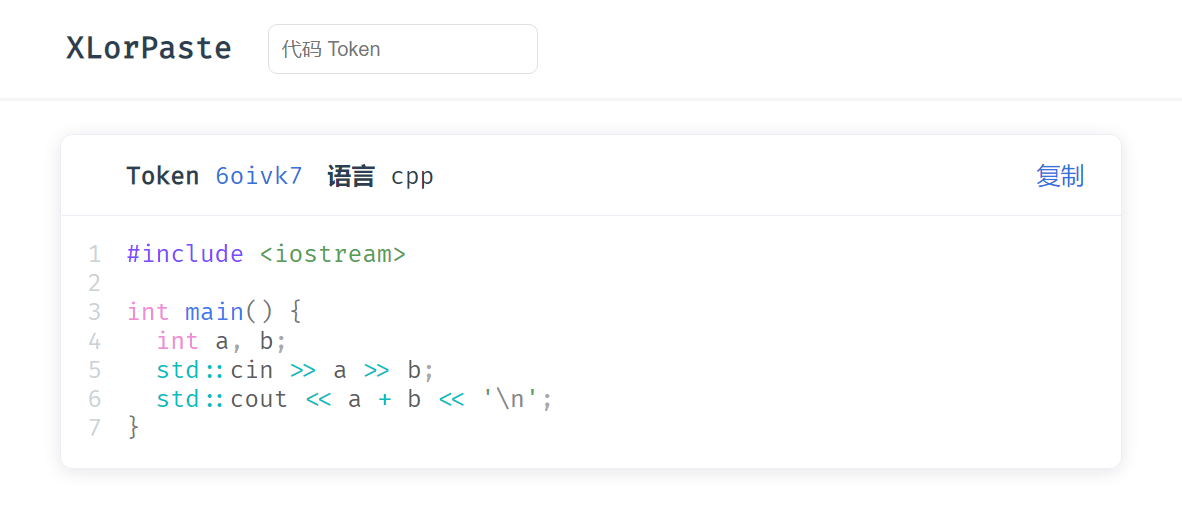 XLorPaste 代码 Token
Token 6oivk7 语言 cpp 复制
1 #include <iostream>
2
3 int main() {
4   int a, b;
5   std::cin >> a >> b;
6   std::cout << a + b << '\n';
7 }